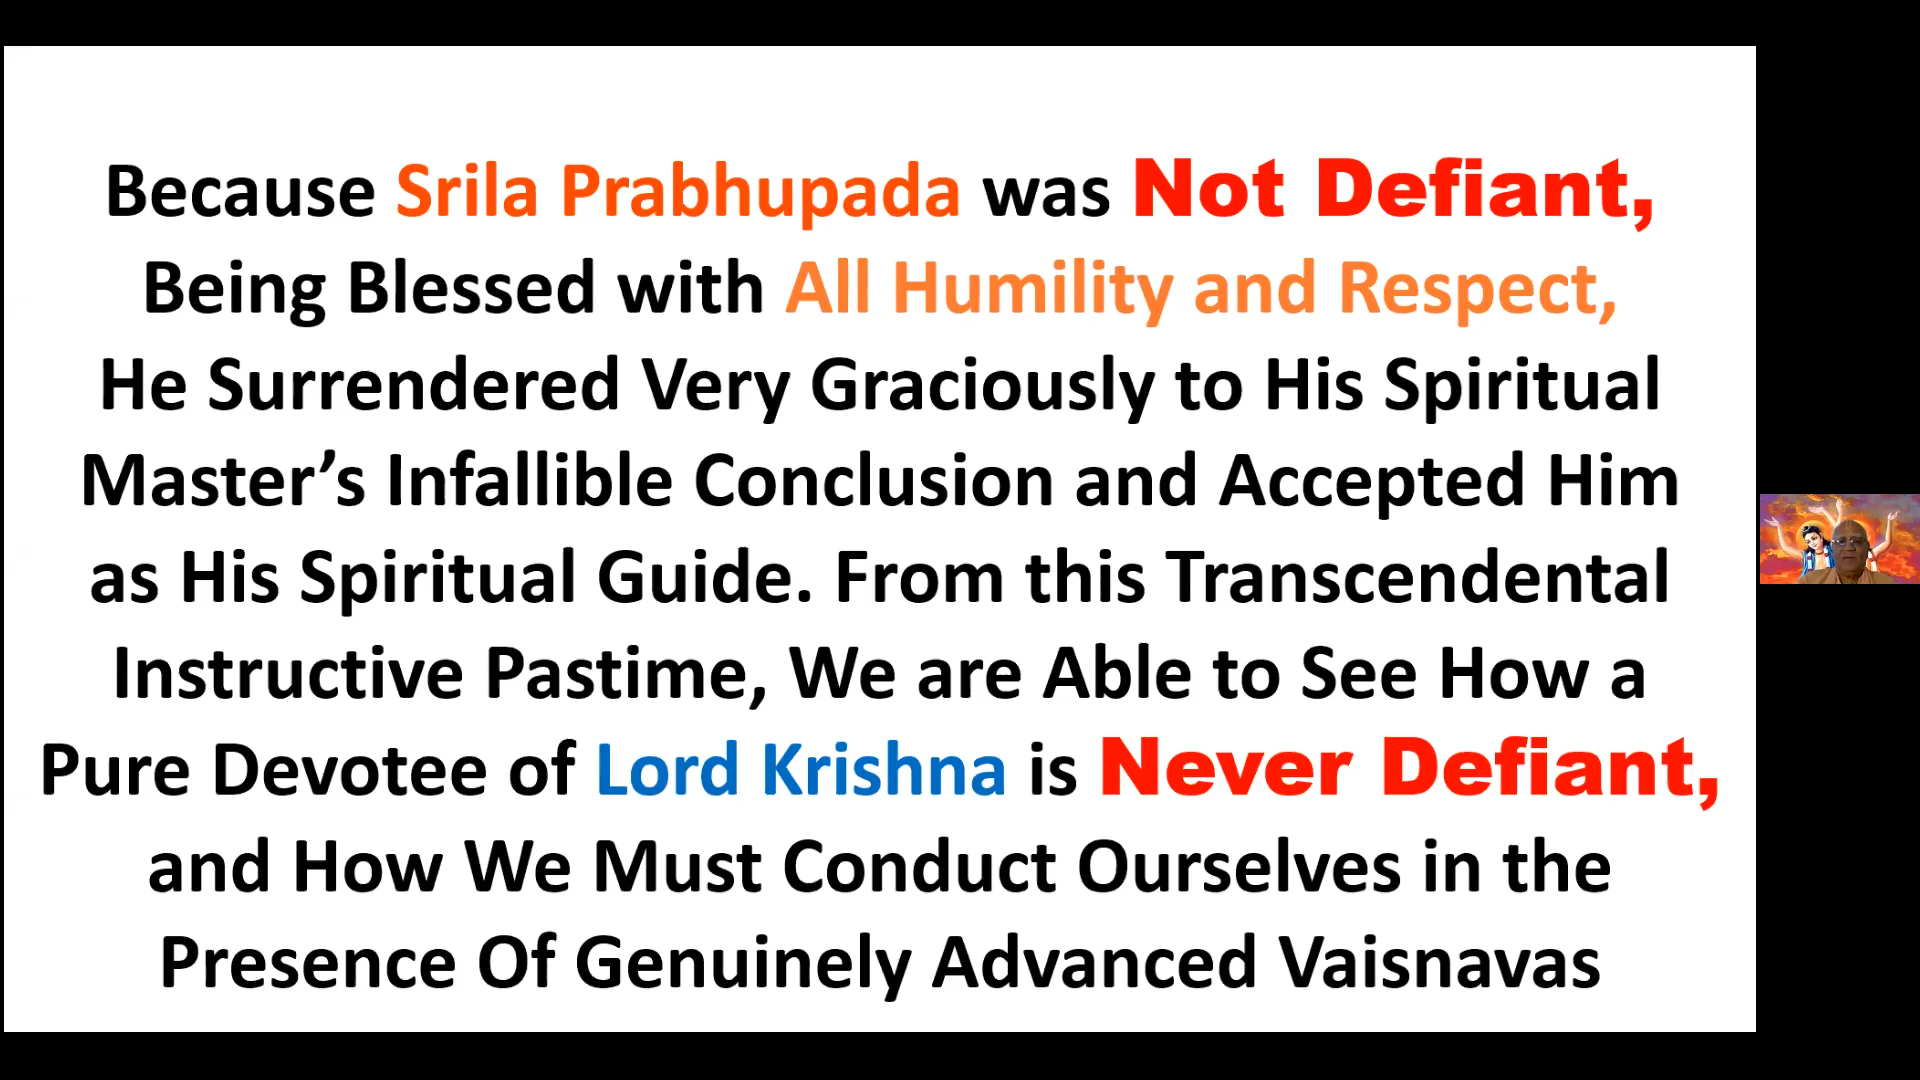 Because Srila Prabhupada was Not Defiant,
Being Blessed with All Humility and Respect,
He Surrendered Very Graciously to His Spiritual
Master’s Infallible Conclusion and Accepted Him
as His Spiritual Guide. From this Transcendental
Instructive Pastime, We are Able to See How a
Pure Devotee of Lord Krishna is Never Defiant,
and How We Must Conduct Ourselves in the
Presence Of Genuinely Advanced Vaisnavas